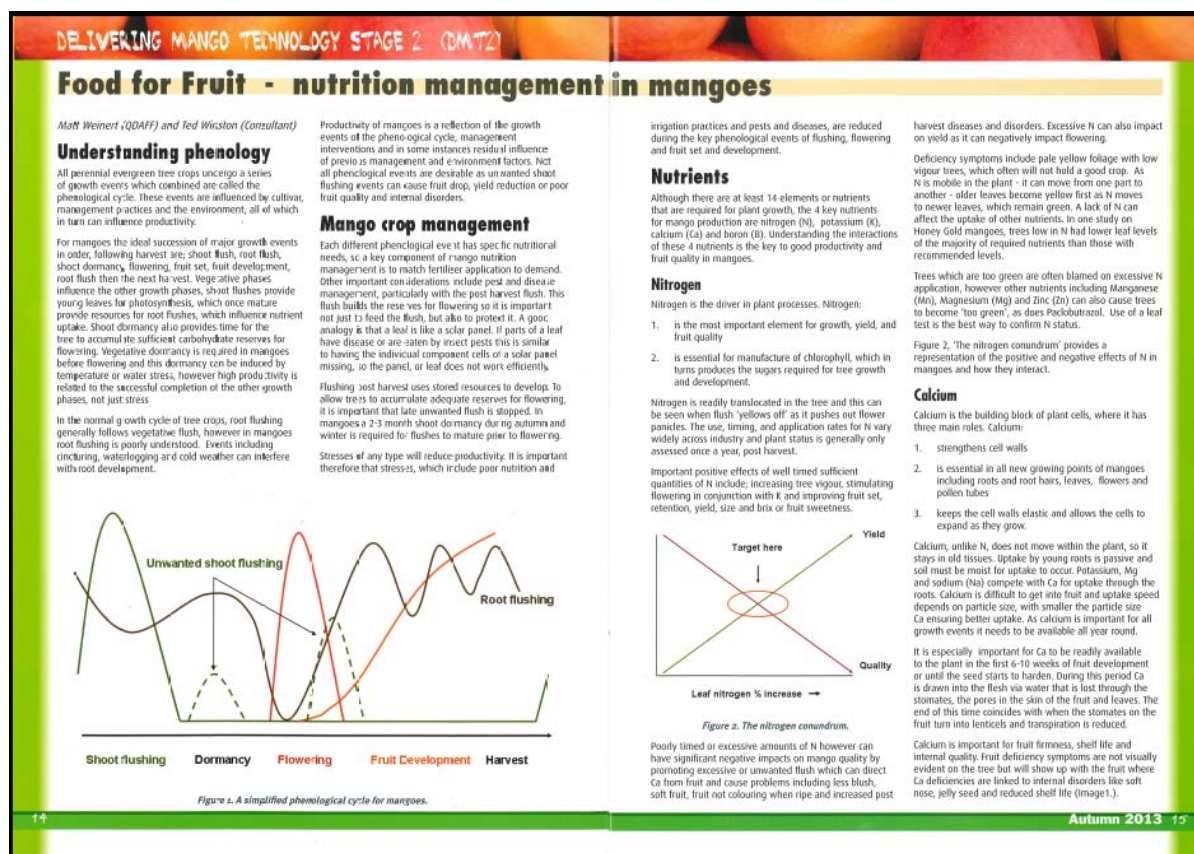 DELIVERING MANGO TECHNOLOGY STAGE 2 (DMT2)
Food for Fruit - nutrition management in mangoes
Matt Weinert (QDAFF) and Ted Winston (Consultant)
Understanding phenology
All perennial evergreen tree crops undergo a series
of growth events which combined are called the
phenological cycle. These events are influenced by cultivar,
management practices and the environment, all of which
in turn can influence productivity.
For mangoes the ideal succession of major growth events
in order, following harvest are; shoot flush, root flush,
shoot dormancy, flowering, fruit set, fruit development,
root flush then the next harvest. Vegetative phases
influence the other growth phases, shoot flushes provide
young leaves for photosynthesis, which once mature
provide resources for root flushes, which influence nutrient
uptake. Shoot dormancy also provides time for the
tree to accumulate sufficient carbohydrate reserves for
flowering. Vegetative dormancy is required in mangoes
before flowering and this dormancy can be induced by
temperature or water stress, however high productivity is
related to the successful completion of the other growth
phases, not just stress
In the normal growth cycle of tree crops, root flushing
generally follows vegetative flush, however in mangoes
root flushing is poorly understood. Events including
cincturing, waterlogging and cold weather can interfere
with root development.
Productivity of mangoes is a reflection of the growth
events of the phenological cycle, management
interventions and in some instances residual influence
of previous management and environment factors. Not
all phenological events are desirable as unwanted shoot
flushing events can cause fruit drop, yield reduction or poor
fruit quality and internal disorders.
Mango crop management
Each different phenological event has specific nutritional
needs, so a key component of mango nutrition
management is to match fertiliser application to demand.
Other important considerations include pest and disease
management, particularly with the post harvest flush. This
flush builds the reserves for flowering so it is important
not just to feed the flush, but also to protect it. A good
analogy is that a leaf is like a solar panel. If parts of a leaf
have disease or are eaten by insect pests this is similar
to having the individual component cells of a solar panel
missing, so the panel, or leaf does not work efficiently.
Flushing post harvest uses stored resources to develop. To
allow trees to accumulate adequate reserves for flowering,
it is important that late unwanted flush is stopped. In
mangoes a 2-3 month shoot dormancy during autumn and
winter is required for flushes to mature prior to flowering.
Stresses of any type will reduce productivity. It is important
therefore that stresses, which include poor nutrition and
Unwanted shoot flushing
Root flushing
Shoot flushing Dormancy Flowering Fruit Development Harvest
Figure 1. A simplified phenological cycle for mangoes.
14
irrigation practices and pests and diseases, are reduced
during the key phenological events of flushing, flowering
and fruit set and development.
Nutrients
Although there are at least 14 elements or nutrients
that are required for plant growth, the 4 key nutrients
for mango production are nitrogen (N), potassium (K),
calcium (Ca) and boron (B). Understanding the interactions
of these 4 nutrients is the key to good productivity and
fruit quality in mangoes.
Nitrogen
Nitrogen is the driver in plant processes. Nitrogen:
1. is the most important element for growth, yield, and
fruit quality
2. is essential for manufacture of chlorophyll, which in
turns produces the sugars required for tree growth
and development.
Nitrogen is readily translocated in the tree and this can
be seen when flush 'yellows off' as it pushes out flower
panicles. The use, timing, and application rates for N vary
widely across industry and plant status is generally only
assessed once a year, post harvest.
Important positive effects of well timed sufficient
quantities of N include; increasing tree vigour, stimulating
flowering in conjunction with K and improving fruit set,
retention, yield, size and brix or fruit sweetness.
Yield
Target here
Quality
Leaf nitrogen % increase →
Figure 2. The nitrogen conundrum.
Poorly timed or excessive amounts of N however can
have significant negative impacts on mango quality by
promoting excessive or unwanted flush which can direct
Ca from fruit and cause problems including less blush,
soft fruit, fruit not colouring when ripe and increased post
harvest diseases and disorders. Excessive N can also impact
on yield as it can negatively impact flowering.
Deficiency symptoms include pale yellow foliage with low
vigour trees, which often will not hold a good crop. As
N is mobile in the plant - it can move from one part to
another - older leaves become yellow first as N moves
to newer leaves, which remain green. A lack of N can
affect the uptake of other nutrients. In one study on
Honey Gold mangoes, trees low in N had lower leaf levels
of the majority of required nutrients than those with
recommended levels.
Trees which are too green are often blamed on excessive N
application, however other nutrients including Manganese
(Mn), Magnesium (Mg) and Zinc (Zn) can also cause trees
to become 'too green', as does Paclobutrazol. Use of a leaf
test is the best way to confirm N status.
Figure 2, 'The nitrogen conundrum' provides a
representation of the positive and negative effects of N in
mangoes and how they interact.
Calcium
Calcium is the building block of plant cells, where it has
three main roles. Calcium:
1. strengthens cell walls
2. is essential in all new growing points of mangoes
including roots and root hairs, leaves, flowers and
pollen tubes
3. keeps the cell walls elastic and allows the cells to
expand as they grow.
Calcium, unlike N, does not move within the plant, so it
stays in old tissues. Uptake by young roots is passive and
soil must be moist for uptake to occur. Potassium, Mg
and sodium (Na) compete with Ca for uptake through the
roots. Calcium is difficult to get into fruit and uptake speed
depends on particle size, with smaller the particle size
Ca ensuring better uptake. As calcium is important for all
growth events it needs to be available all year round.
It is especially important for Ca to be readily available
to the plant in the first 6-10 weeks of fruit development
or until the seed starts to harden. During this period Ca
is drawn into the flesh via water that is lost through the
stomates, the pores in the skin of the fruit and leaves. The
end of this time coincides with when the stomates on the
fruit turn into lenticels and transpiration is reduced.
Calcium is important for fruit firmness, shelf life and
internal quality. Fruit deficiency symptoms are not visually
evident on the tree but will show up with the fruit where
Ca deficiencies are linked to internal disorders like soft
nose, jelly seed and reduced shelf life (Image1.).
Autumn 2013 15